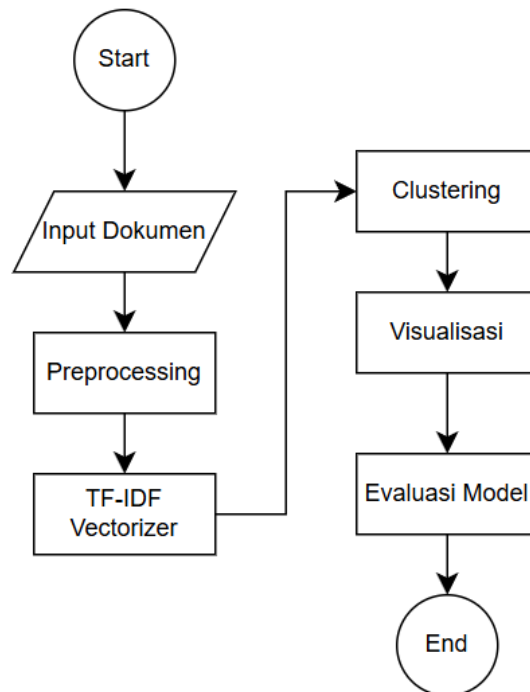 Start
Input Dokumen
Preprocessing
TF-IDF
Vectorizer
Clustering
Visualisasi
Evaluasi Model
End